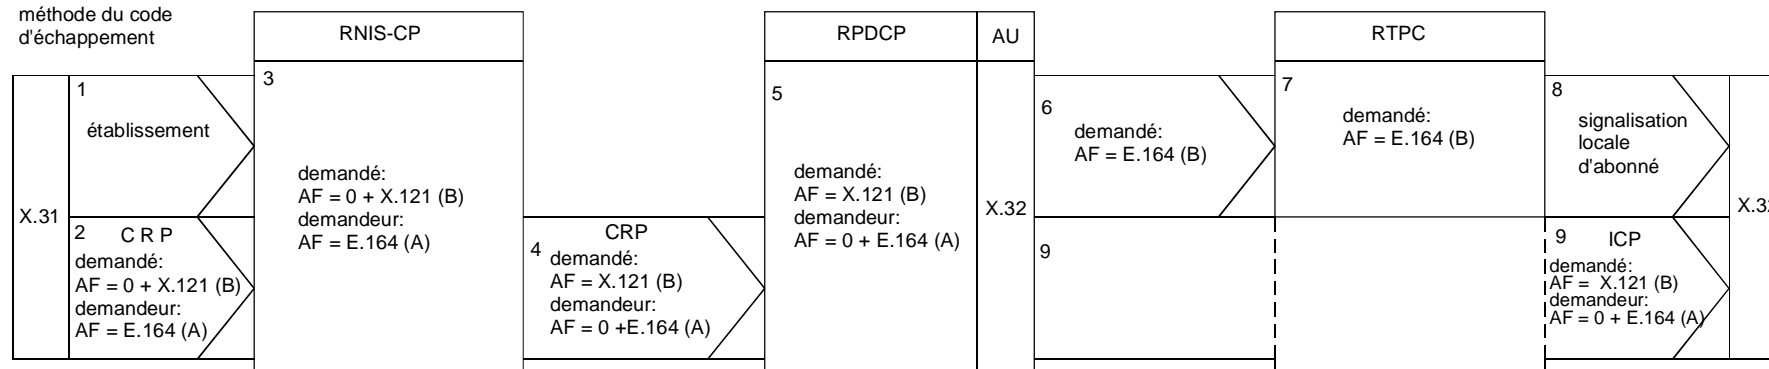 méthode du code
d'échappement
RNIS-CP
RPDCP
AU
RTPC
X.31
1
établissement
2
C R P
demandé:
AF = 0 + X.121 (B)
demandeur:
AF = E.164 (A)
3
demandé:
AF = 0 + X.121 (B)
demandeur:
AF = E.164 (A)
4
CRP
demandé:
AF = X.121 (B)
demandeur:
AF = 0 +E.164 (A)
5
demandé:
AF = X.121 (B)
demandeur:
AF = 0 + E.164 (A)
X.32
6
demandé:
AF = E.164 (B)
9
7
demandé:
AF = E.164 (B)
8
signalisation
locale
d'abonné
9
ICP
demandé:
AF = X.121 (B)
demandeur:
AF = 0 + E.164 (A)